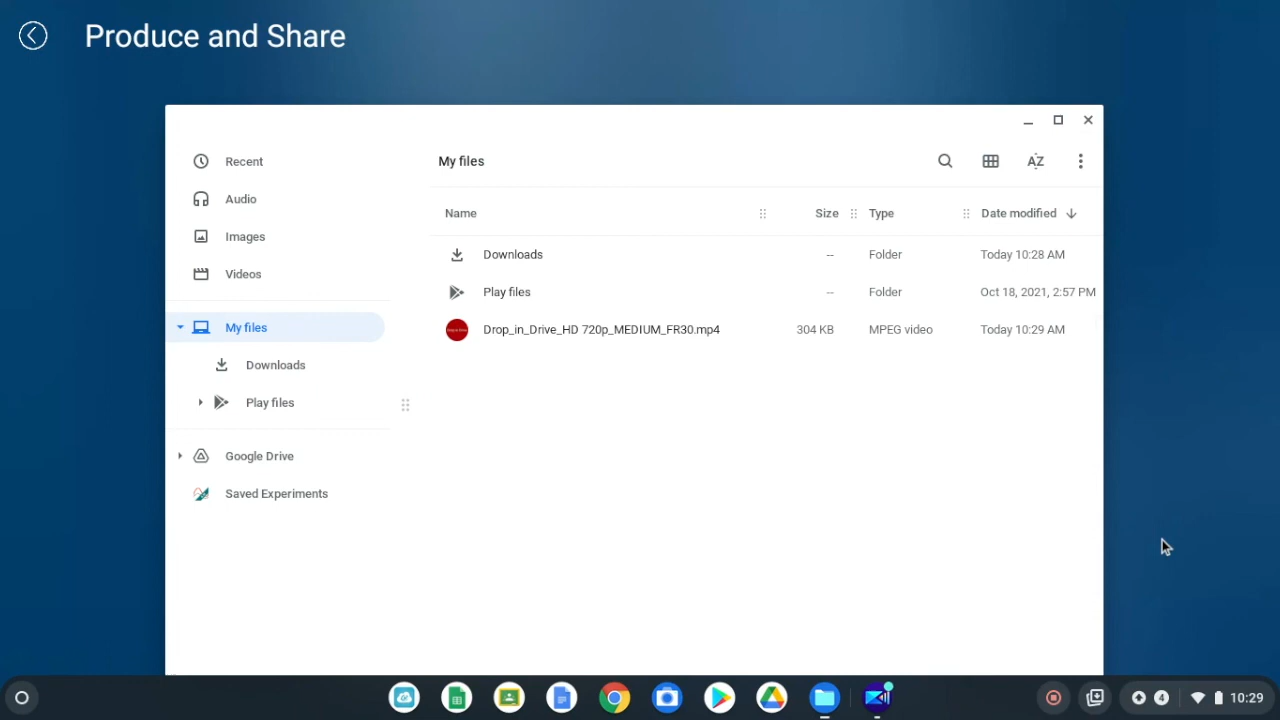 Produce and Share
Recent
Audio
Images
Videos
My files
Downloads
Play files
Google Drive
Saved Experiments
My files
AZ
Name Size Type Date modified
Downloads -- Folder Today 10:28 AM
Play files -- Folder Oct 18, 2021, 2:57 PM
Drop_in_Drive_HD 720p_MEDIUM_FR30.mp4 304 KB MPEG video Today 10:29 AM
4 10:29